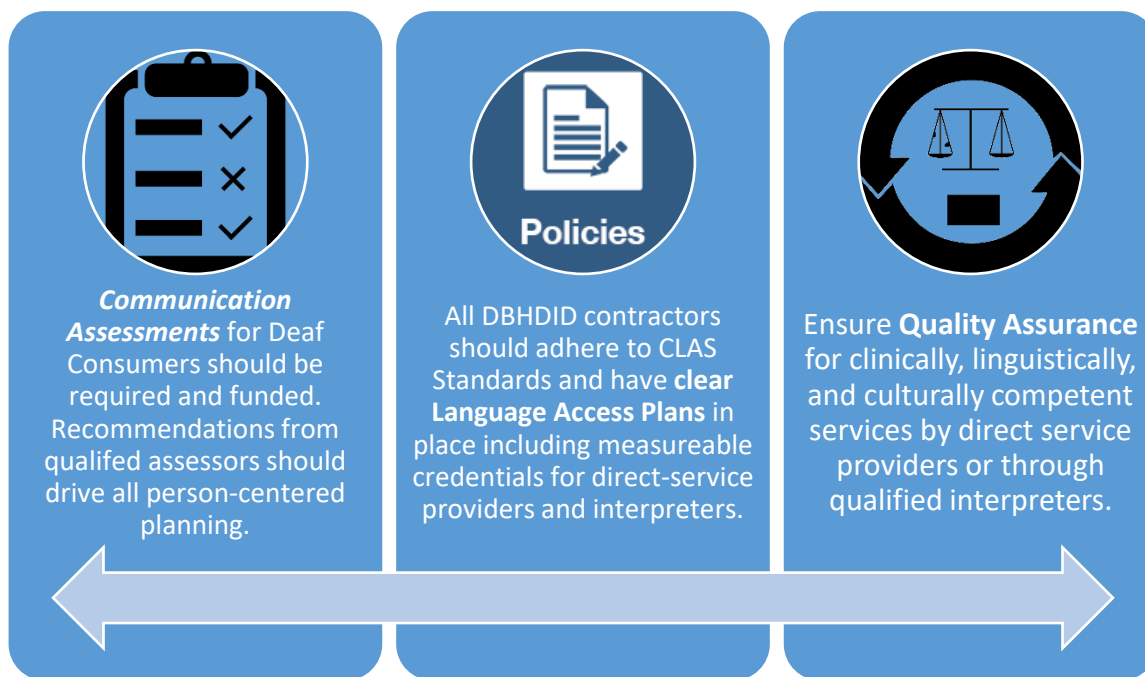 Communication
Assessments for Deaf
Consumers should be
required and funded.
Recommendations from
qualifed assessors should
drive all person-centered
planning.
Policies
All DBHDID contractors
should adhere to CLAS
Standards and have clear
Language Access Plans in
place including measureable
credentials for direct-service
providers and interpreters.
Ensure Quality Assurance
for clinically, linguistically,
and culturally competent
services by direct service
providers or through
qualified interpreters.